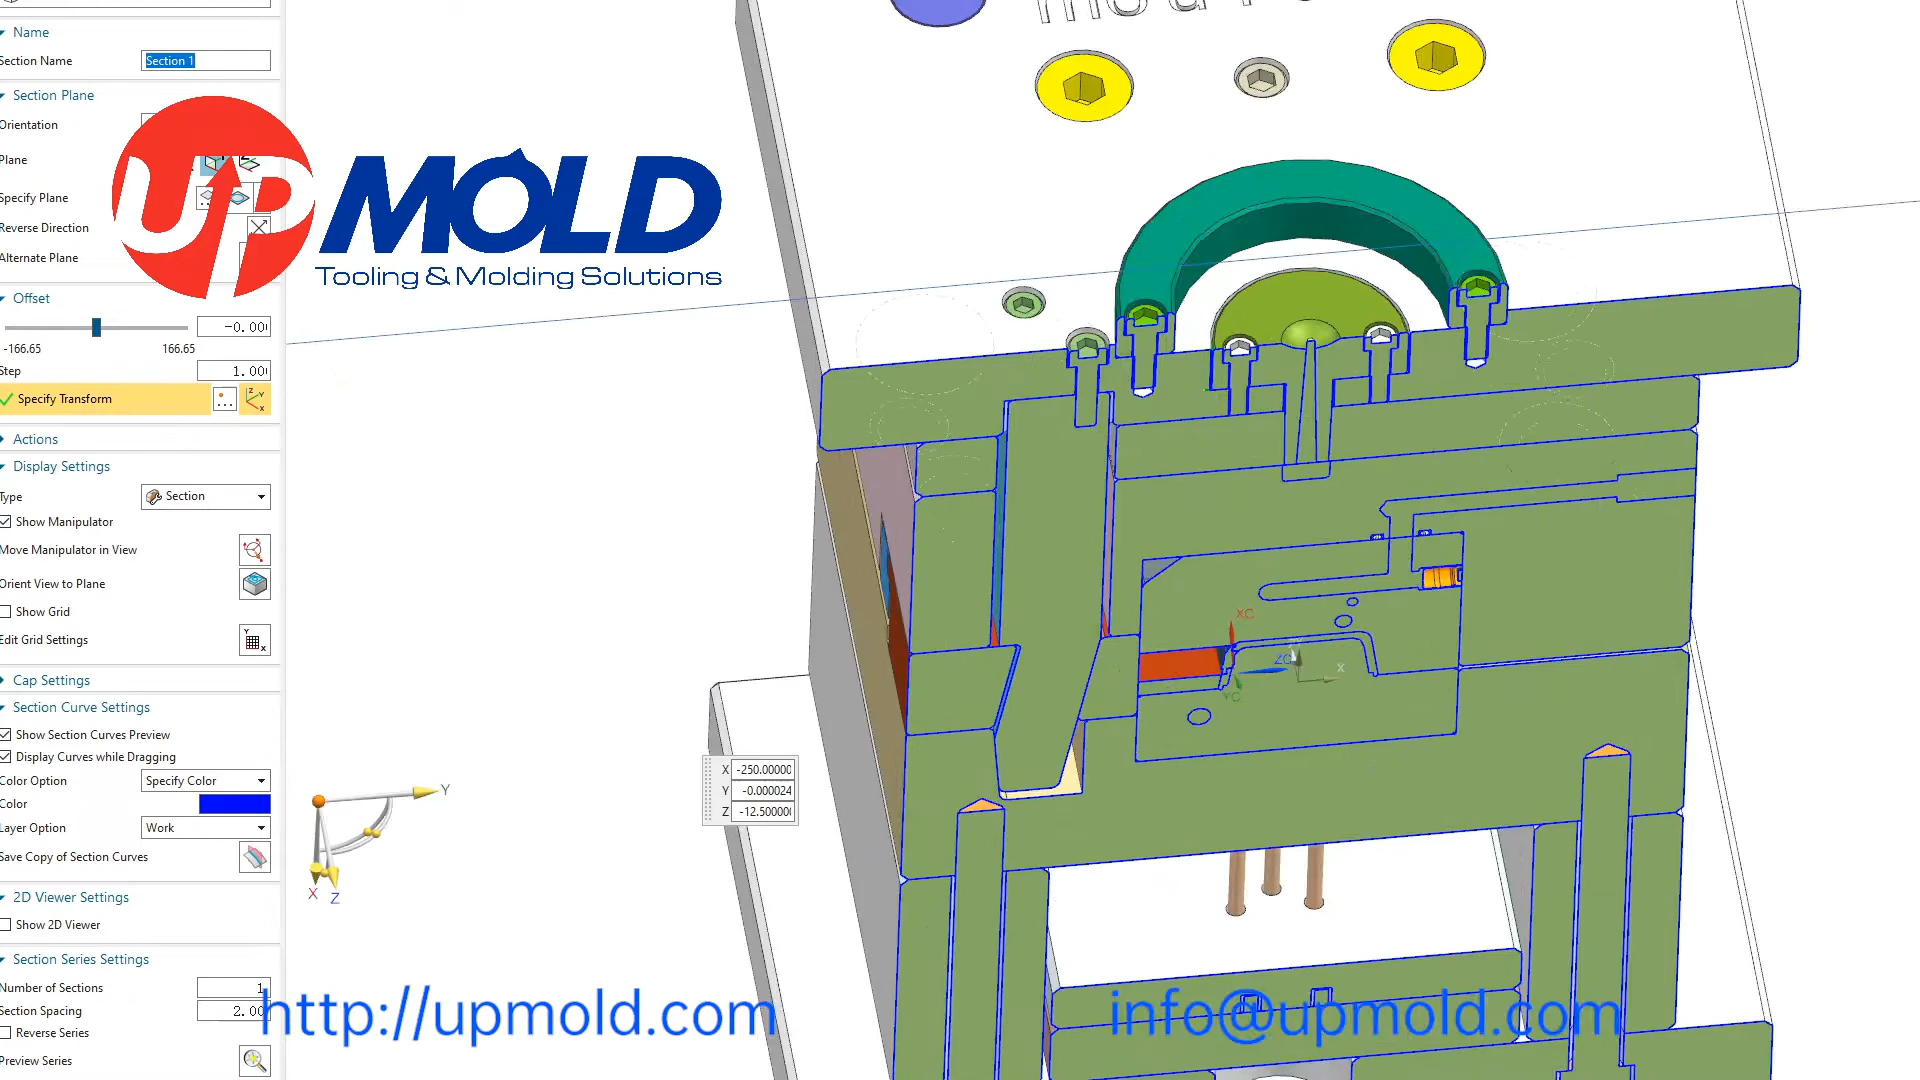 Name
Section Name
Section 1
Section Plane
Orientation
Plane
Specify Plane
Reverse Direction
Alternate Plane
UP MOLD
Tooling & Molding Solutions
Offset
-0.00
-166.65
166.65
Step
1.00
Specify Transform
Actions
Display Settings
Type
Section
Show Manipulator
Move Manipulator in View
Orient View to Plane
Show Grid
Edit Grid Settings
Cap Settings
Section Curve Settings
Show Section Curves Preview
Display Curves while Dragging
Color Option
Specify Color
Color
Layer Option
Work
Save Copy of Section Curves
2D Viewer Settings
Show 2D Viewer
Section Series Settings
Number of Sections
1
Section Spacing
2.00
Reverse Series
Preview Series
X -250.00000
Y -0.000024
Z -12.50000
Y
X
Z
XC
ZC
YC
X
http://upmold.com
info@upmold.com